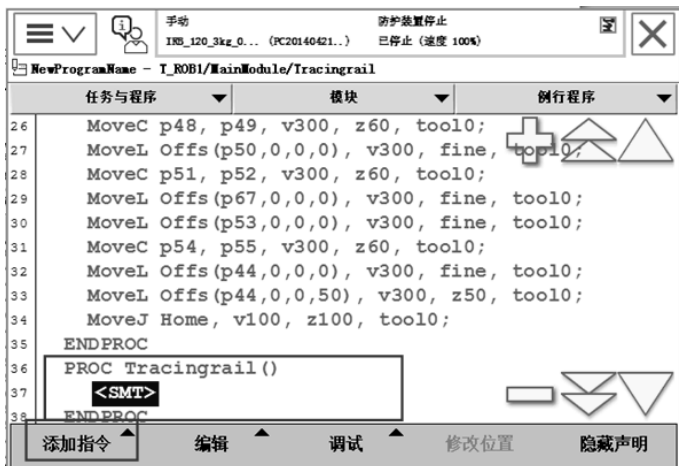 手动 防护装置停止
IRB_120_3kg_0... (PC20140421..) 已停止 (速度 100%)
NewProgramName - T_ROB1/MainModule/Tracingrail
任务与程序 模块 例行程序
26 MoveC p48, p49, v300, z60, tool0;
27 MoveL Offs(p50,0,0,0), v300, fine, tool0;
28 MoveC p51, p52, v300, z60, tool0;
29 MoveL Offs(p67,0,0,0), v300, fine, tool0;
30 MoveL Offs(p53,0,0,0), v300, fine, tool0;
31 MoveC p54, p55, v300, z60, tool0;
32 MoveL Offs(p44,0,0,0), v300, fine, tool0;
33 MoveL Offs(p44,0,0,50), v300, z50, tool0;
34 MoveJ Home, v100, z100, tool0;
35 ENDPROC
36 PROC Tracingrail()
37 <SMT>
38 ENDPROC
添加指令 编辑 调试 修改位置 隐藏声明